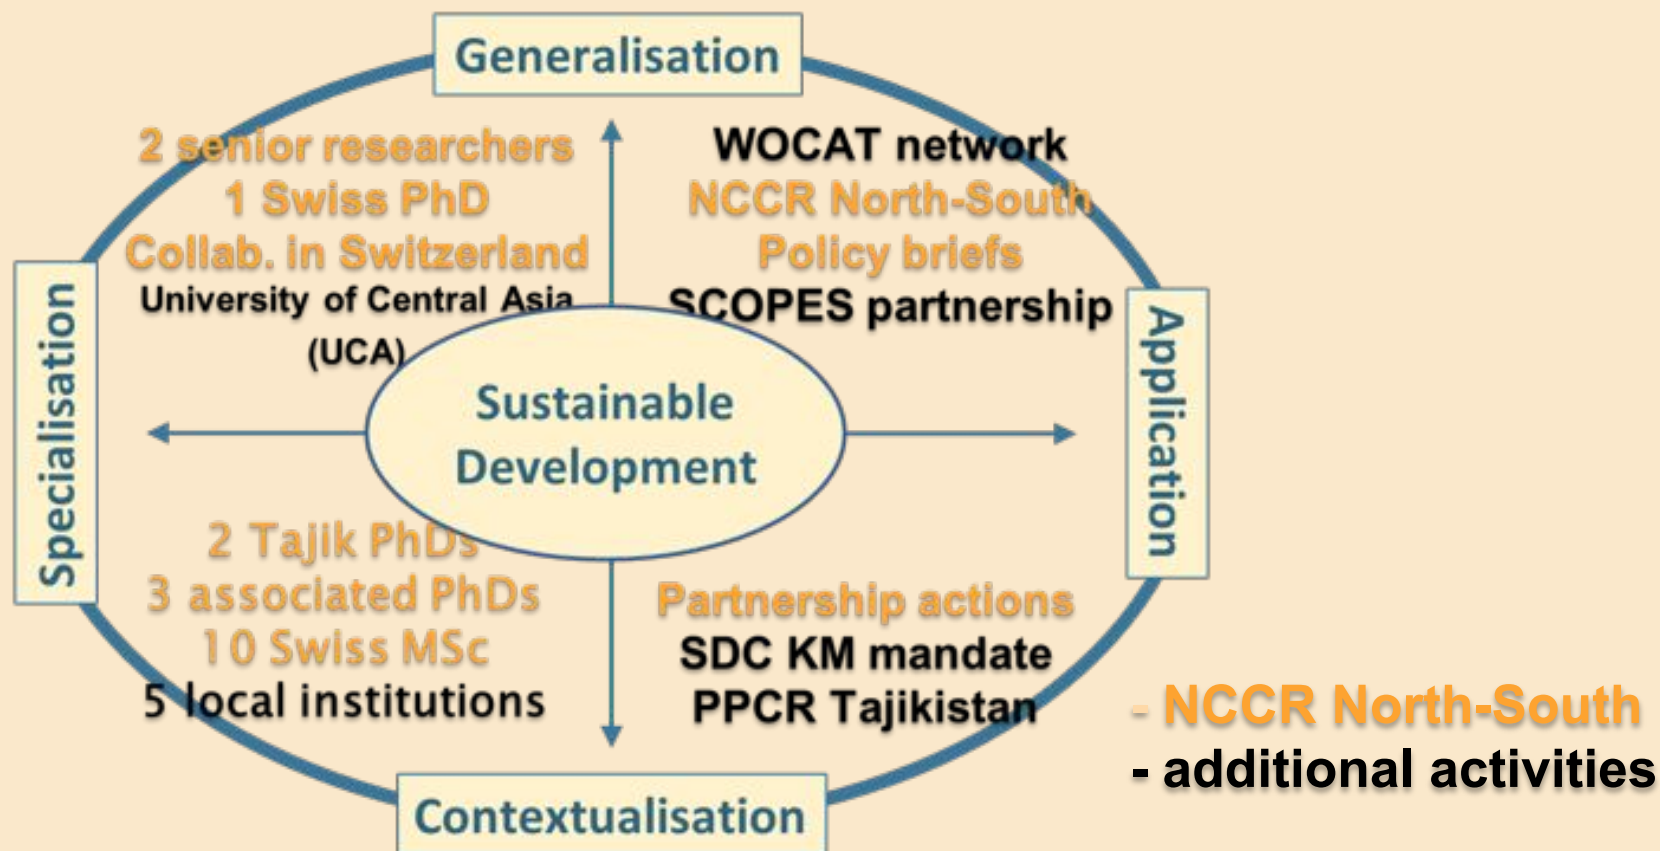 Generalisation
2 senior researchers
1 Swiss PhD
Collab. in Switzerland
University of Central Asia
(UCA)
WOCAT network
NCCR North-South
Policy briefs
SCOPES partnership
Specialisation
Sustainable
Development
Application
2 Tajik PhDs
3 associated PhDs
10 Swiss MSc
5 local institutions
Partnership actions
SDC KM mandate
PPCR Tajikistan
Contextualisation
- NCCR North-South
- additional activities